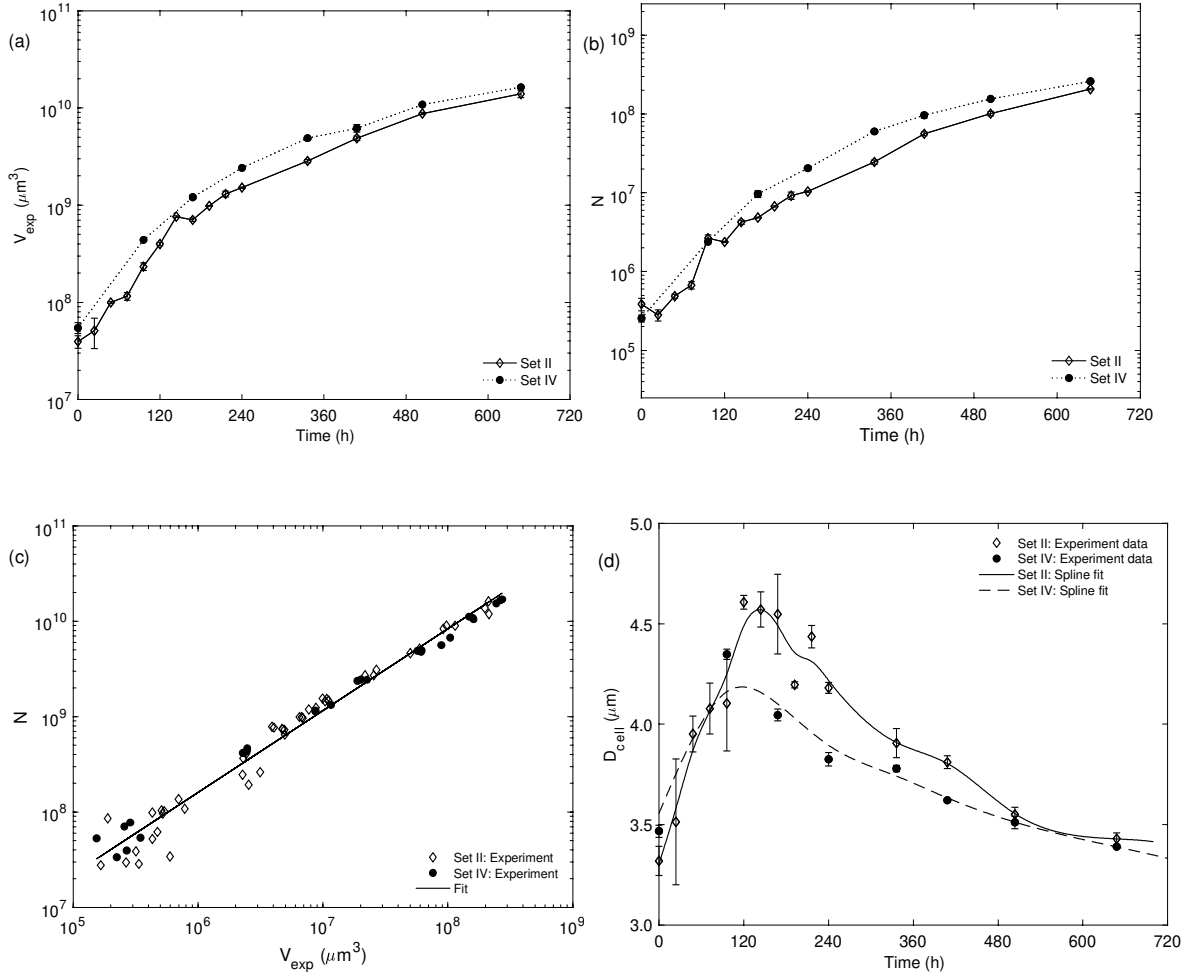 (a)
10^11
10^10
10^9
10^8
10^7
V_exp (μm^3)
0 120 240 360 480 600 720
Time (h)
Set II
Set IV
(b)
10^9
10^8
10^7
10^6
10^5
N
0 120 240 360 480 600 720
Time (h)
Set II
Set IV
(c)
10^11
10^10
10^9
10^8
10^7
N
10^5 10^6 10^7 10^8 10^9
V_exp (μm^3)
Set II: Experiment
Set IV: Experiment
Fit
(d)
5.0
4.5
4.0
3.5
3.0
D_cell (μm)
0 120 240 360 480 600 720
Time (h)
Set II: Experiment data
Set IV: Experiment data
Set II: Spline fit
Set IV: Spline fit